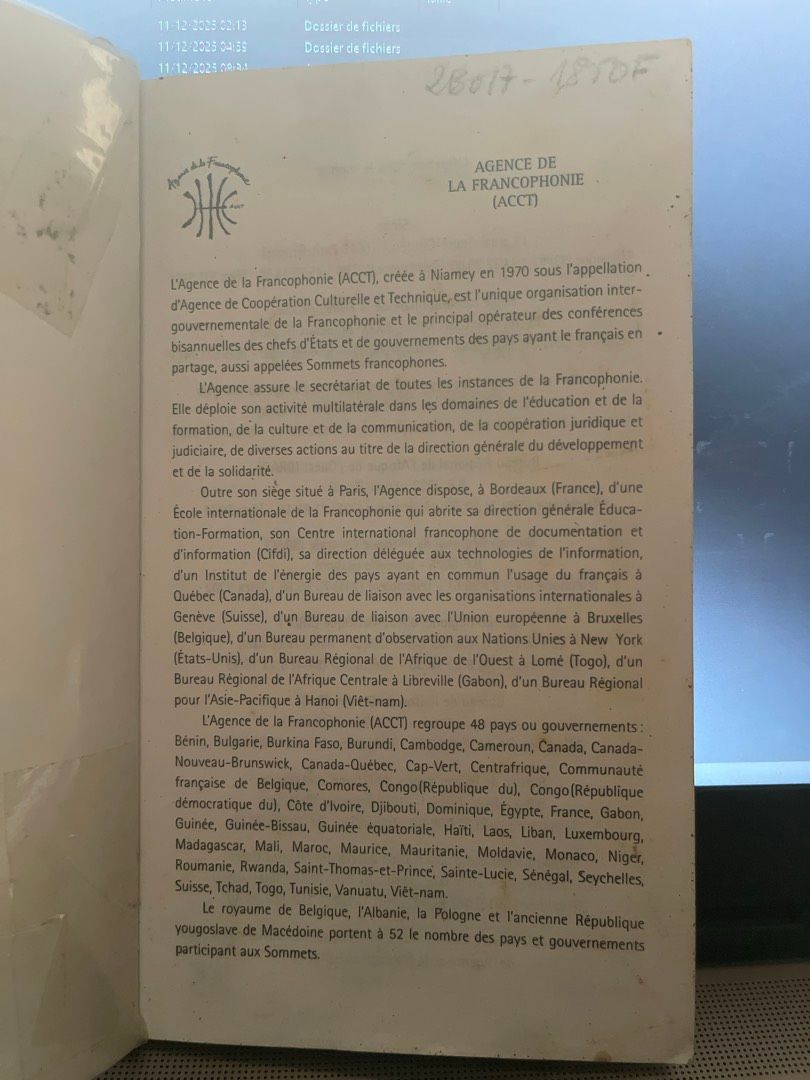 11-12-2025 02:13 Dossier de fichiers
11-12-2025 04:59 Dossier de fichiers
11/12/2025
Agence de la Francophonie
ACCT
AGENCE DE
LA FRANCOPHONIE
(ACCT)
L'Agence de la Francophonie (ACCT), créée à Niamey en 1970 sous l'appellation
d'Agence de Coopération Culturelle et Technique, est l'unique organisation inter-
gouvernementale de la Francophonie et le principal opérateur des conférences
bisannuelles des chefs d'États et de gouvernements des pays ayant le français en
partage, aussi appelées Sommets francophones.
L'Agence assure le secrétariat de toutes les instances de la Francophonie.
Elle déploie son activité multilatérale dans les domaines de l'éducation et de la
formation, de la culture et de la communication, de la coopération juridique et
judiciaire, de diverses actions au titre de la direction générale du développement
et de la solidarité.
Outre son siège situé à Paris, l'Agence dispose, à Bordeaux (France), d'une
École internationale de la Francophonie qui abrite sa direction générale Éduca-
tion-Formation, son Centre international francophone de documentation et
d'information (Cifdi), sa direction déléguée aux technologies de l'information,
d'un Institut de l'énergie des pays ayant en commun l'usage du français à
Québec (Canada), d'un Bureau de liaison avec les organisations internationales à
Genève (Suisse), d'un Bureau de liaison avec l'Union européenne à Bruxelles
(Belgique), d'un Bureau permanent d'observation aux Nations Unies à New York
(États-Unis), d'un Bureau Régional de l'Afrique de l'Ouest à Lomé (Togo), d'un
Bureau Régional de l'Afrique Centrale à Libreville (Gabon), d'un Bureau Régional
pour l'Asie-Pacifique à Hanoi (Viêt-nam).
L'Agence de la Francophonie (ACCT) regroupe 48 pays ou gouvernements :
Bénin, Bulgarie, Burkina Faso, Burundi, Cambodge, Cameroun, Canada, Canada-
Nouveau-Brunswick, Canada-Québec, Cap-Vert, Centrafrique, Communauté
française de Belgique, Comores, Congo(République du), Congo(République
démocratique du), Côte d'Ivoire, Djibouti, Dominique, Égypte, France, Gabon,
Guinée, Guinée-Bissau, Guinée équatoriale, Haïti, Laos, Liban, Luxembourg,
Madagascar, Mali, Maroc, Maurice, Mauritanie, Moldavie, Monaco, Niger,
Roumanie, Rwanda, Saint-Thomas-et-Prince, Sainte-Lucie, Sénégal, Seychelles,
Suisse, Tchad, Togo, Tunisie, Vanuatu, Viêt-nam.
Le royaume de Belgique, l'Albanie, la Pologne et l'ancienne République
yougoslave de Macédoine portent à 52 le nombre des pays et gouvernements
participant aux Sommets.